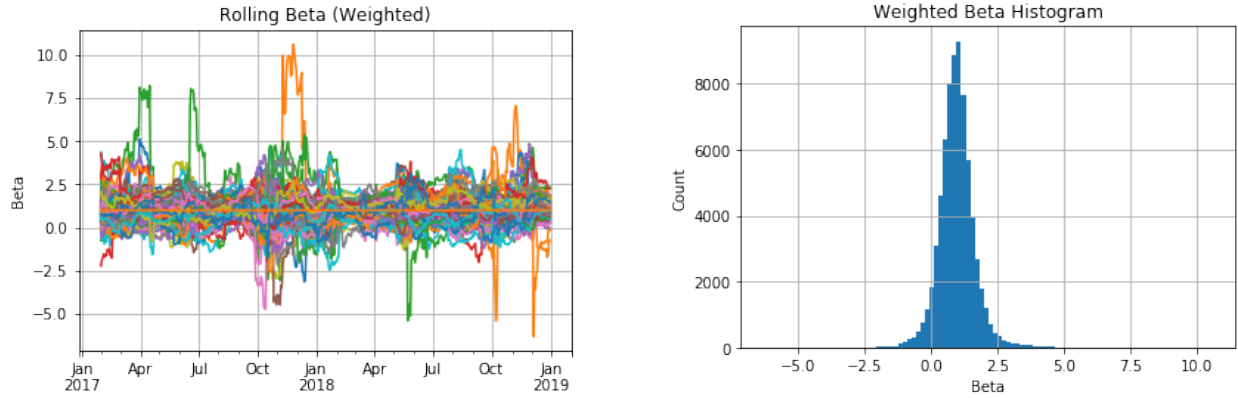 Rolling Beta (Weighted)
Beta
10.0
7.5
5.0
2.5
0.0
−2.5
−5.0
Jan Apr Jul Oct Jan Apr Jul Oct Jan
2017 2018 2019
Weighted Beta Histogram
Count
8000
6000
4000
2000
0
−5.0 −2.5 0.0 2.5 5.0 7.5 10.0
Beta